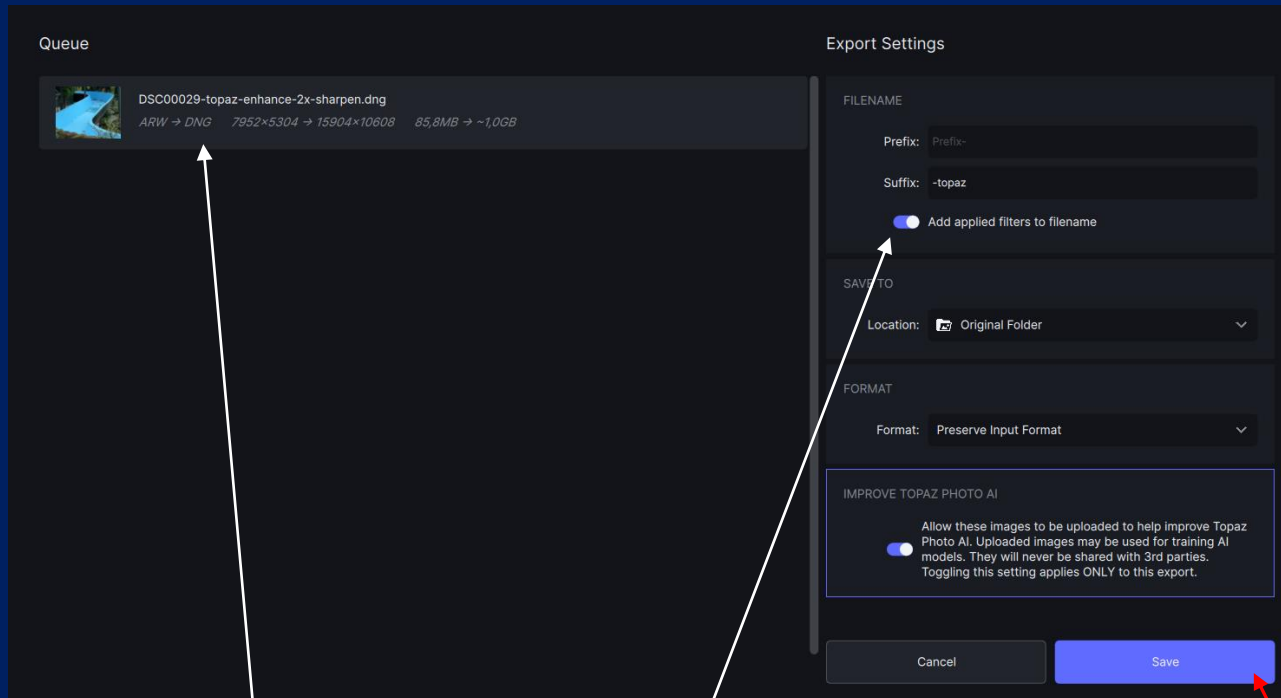 Queue
DSC00029-topaz-enhance-2x-sharpen.dng
ARW → DNG 7952×5304 → 15904×10608 85,8MB → ~1,0GB
Export Settings
FILENAME
Prefix: Prefix-
Suffix: -topaz
Add applied filters to filename
SAVE TO
Location: Original Folder
FORMAT
Format: Preserve Input Format
IMPROVE TOPAZ PHOTO AI
Allow these images to be uploaded to help improve Topaz
Photo AI. Uploaded images may be used for training AI
models. They will never be shared with 3rd parties.
Toggling this setting applies ONLY to this export.
Cancel
Save